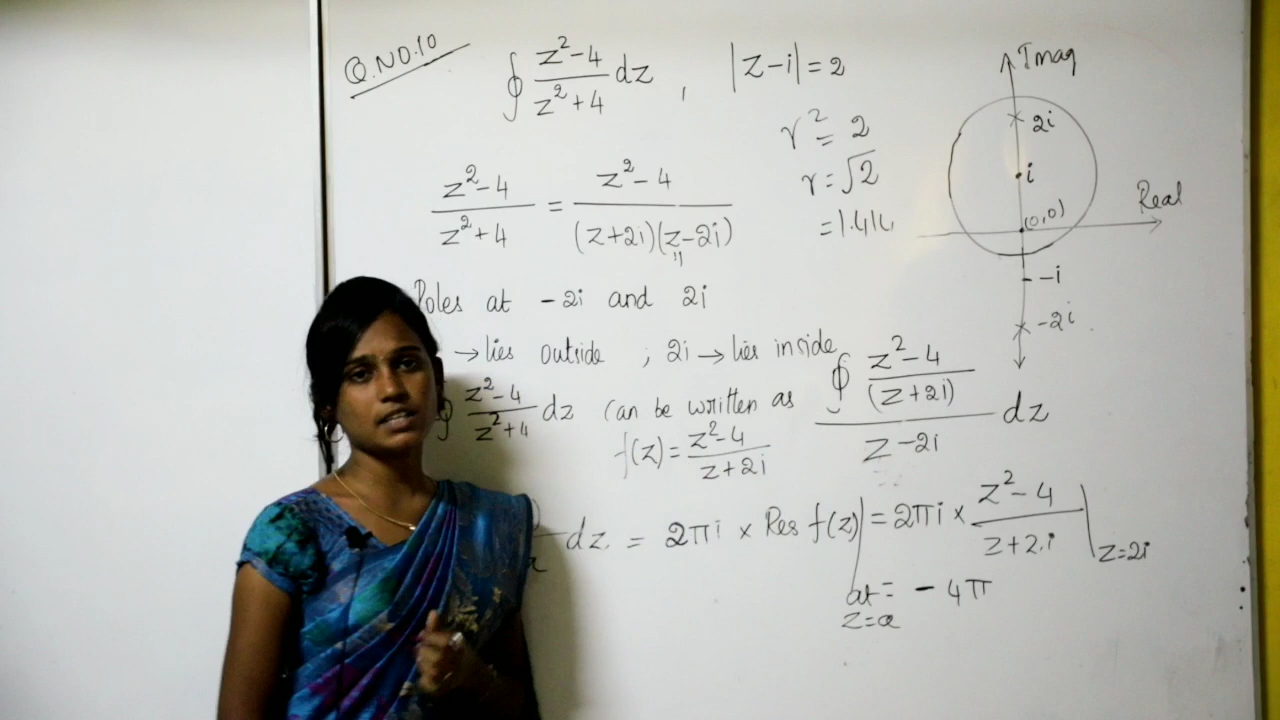 Q.NO.10
∮ (z²-4)/(z²+4) dz , |z-i|=2
r² = 2
r = √2
= 1.414
Imag
2i
i
(0,0)
Real
-i
-2i
(z²-4)/(z²+4) = (z²-4)/((z+2i)(z-2i))
Poles at -2i and 2i
→ lies outside ; 2i → lies inside
∮ (z²-4)/(z²+4) dz can be written as ∮ ((z²-4)/(z+2i))/(z-2i) dz
f(z) = (z²-4)/(z+2i)
dz = 2πi × Res f(z)| at z=a = 2πi × (z²-4)/(z+2i) | z=2i
= -4π